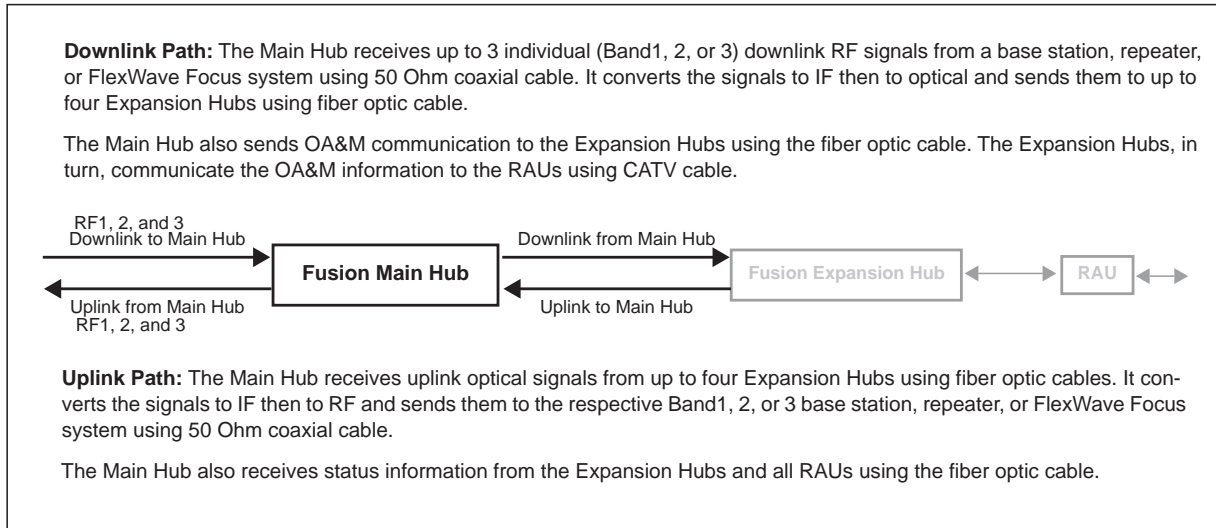 Downlink Path: The Main Hub receives up to 3 individual (Band1, 2, or 3) downlink RF signals from a base station, repeater,
or FlexWave Focus system using 50 Ohm coaxial cable. It converts the signals to IF then to optical and sends them to up to
four Expansion Hubs using fiber optic cable.
The Main Hub also sends OA&M communication to the Expansion Hubs using the fiber optic cable. The Expansion Hubs, in
turn, communicate the OA&M information to the RAUs using CATV cable.
RF1, 2, and 3
Downlink to Main Hub
Downlink from Main Hub
Fusion Main Hub
Fusion Expansion Hub
RAU
Uplink from Main Hub
Uplink to Main Hub
RF1, 2, and 3
Uplink Path: The Main Hub receives uplink optical signals from up to four Expansion Hubs using fiber optic cables. It con-
verts the signals to IF then to RF and sends them to the respective Band1, 2, or 3 base station, repeater, or FlexWave Focus
system using 50 Ohm coaxial cable.
The Main Hub also receives status information from the Expansion Hubs and all RAUs using the fiber optic cable.